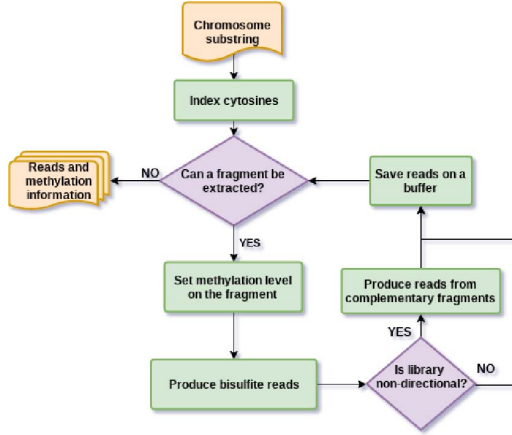 Chromosome
substring
Index cytosines
Can a fragment be
extracted?
NO
Reads and
methylation
information
Save reads on a
buffer
YES
Set methylation level
on the fragment
Produce reads from
complementary fragments
YES
Produce bisulfite reads
Is library
non-directional?
NO